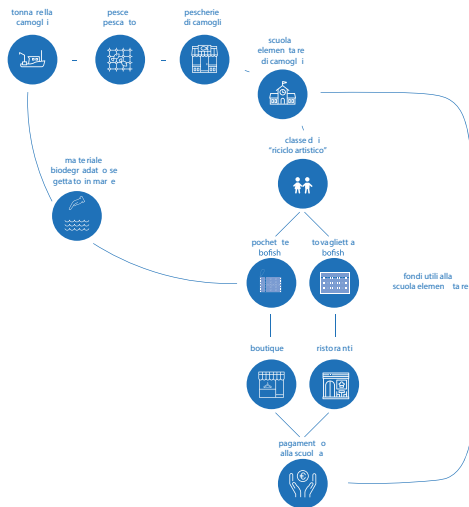 tonnarella
camogli
pesce
pescato
pescherie
di camogli
scuola
elementare
di camogli
classe di
"riciclo artistico"
materiale
biodegradato se
gettato in mare
pochette
bofish
tovaglietta
bofish
fondi utili alla
scuola elementare
boutique
ristoranti
pagamento
alla scuola